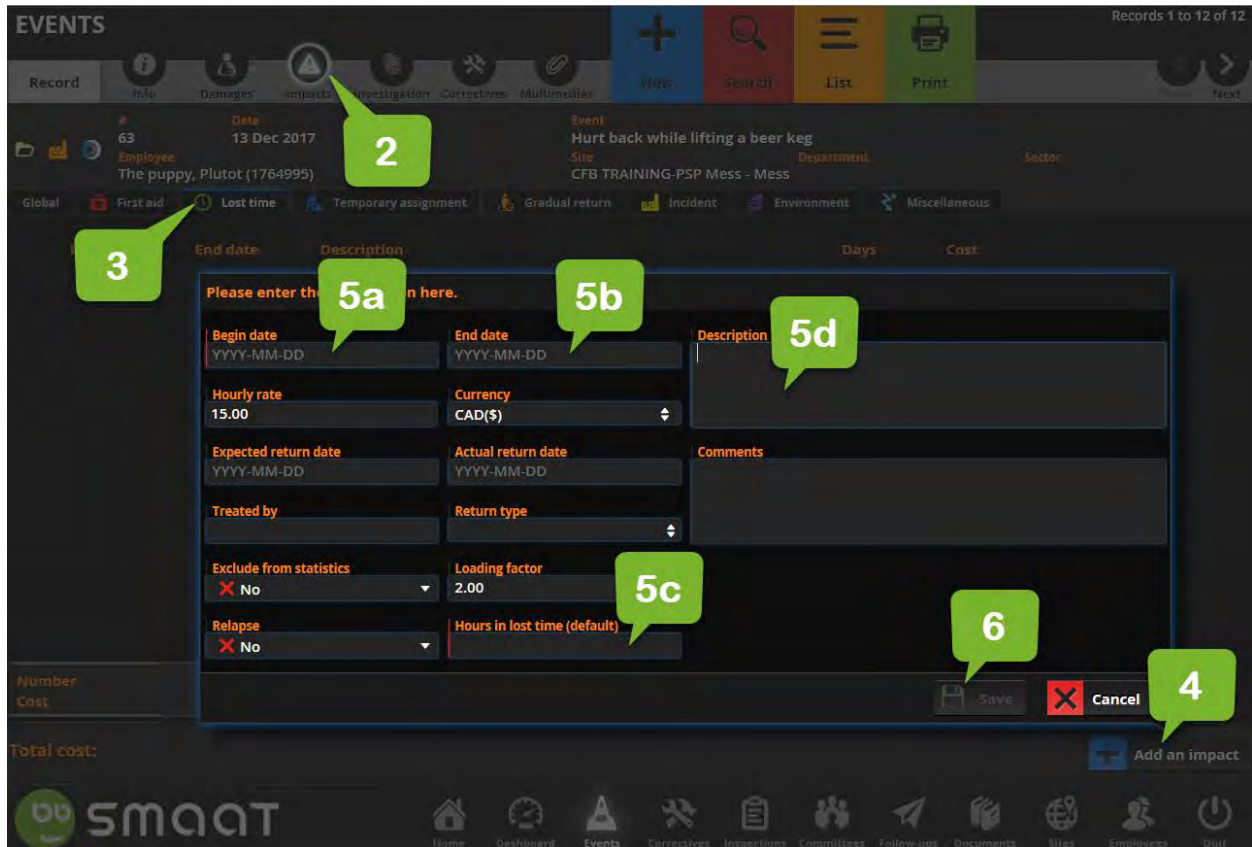 EVENTS
Records 1 to 12 of 12
Record
Info
Damages
Impacts
Investigation
Correctives
Multimedias
New
Search
List
Print
Next
2
#
63
Date
13 Dec 2017
Event
Hurt back while lifting a beer keg
Employee
The puppy, Plutot (1764995)
Site
CFB TRAINING-PSP Mess - Mess
Department
Sector
Global
First aid
Lost time
Temporary assignment
Gradual return
Incident
Environment
Miscellaneous
3
End date
Description
Days
Cost
Please enter the
n here.
5a
5b
5d
Begin date
YYYY-MM-DD
End date
YYYY-MM-DD
Description
Hourly rate
15.00
Currency
CAD($)
Expected return date
YYYY-MM-DD
Actual return date
YYYY-MM-DD
Comments
Treated by
Return type
Exclude from statistics
No
Loading factor
2.00
5c
Relapse
No
Hours in lost time (default)
6
4
Save
Cancel
Number
Cost
Total cost:
Add an impact
SMAAT
Home
Dashboard
Events
Correctives
Inspections
Committees
Follow-ups
Documents
Sites
Employees
Out